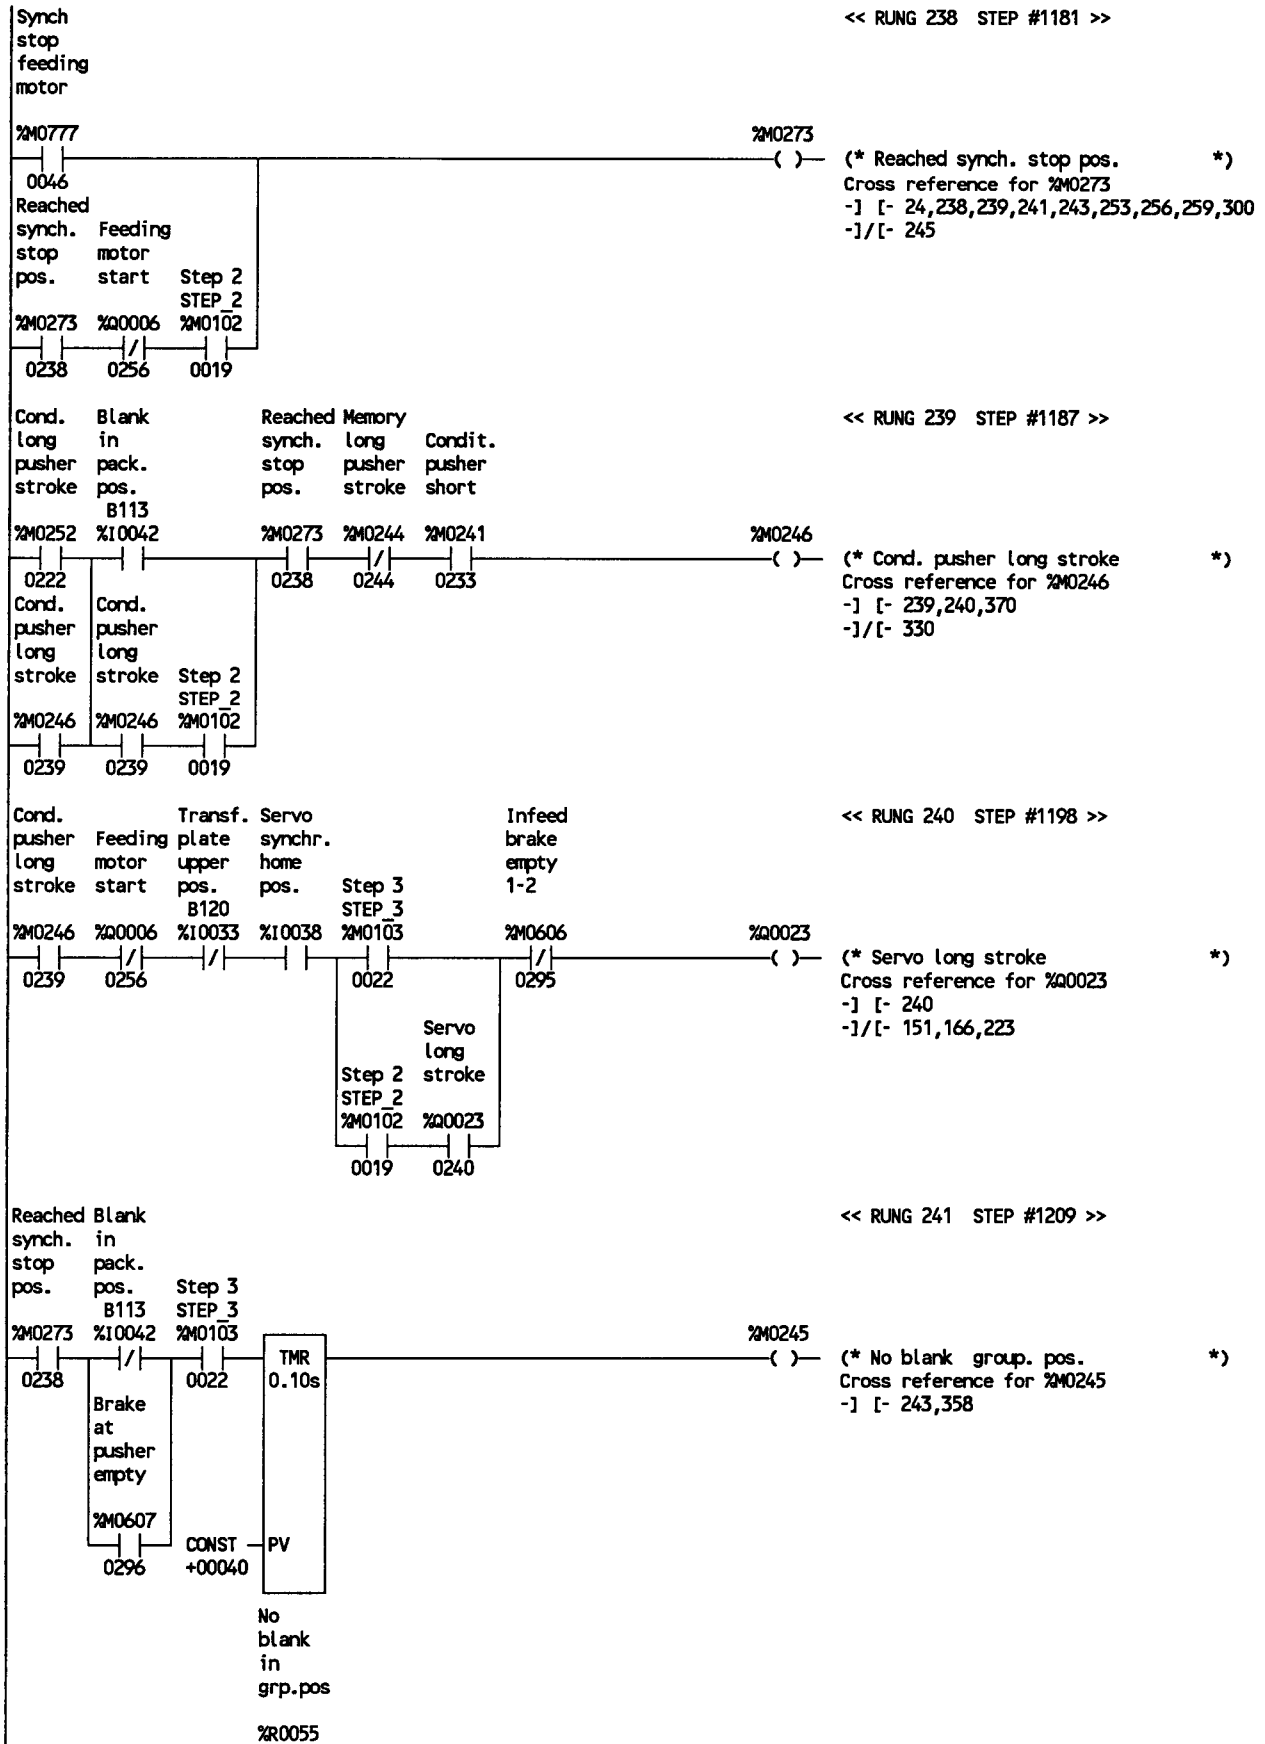 Synch << RUNG 238 STEP #1181 >>
stop
feeding
motor
%M0777 %M0273
( ) (* Reached synch. stop pos. *)
0046 Cross reference for %M0273
Reached -] [- 24,238,239,241,243,253,256,259,300
synch. Feeding -]/[- 245
stop motor
pos. start Step 2
STEP_2
%M0273 %Q0006 %M0102
/
0238 0256 0019
Cond. Blank Reached Memory << RUNG 239 STEP #1187 >>
long in synch. long Condit.
pusher pack. stop pusher pusher
stroke pos. pos. stroke short
B113
%M0252 %I0042 %M0273 %M0244 %M0241 %M0246
/ ( ) (* Cond. pusher long stroke *)
0222 0238 0244 0233 Cross reference for %M0246
Cond. Cond. -] [- 239,240,370
pusher pusher -]/[- 330
long long
stroke stroke Step 2
STEP_2
%M0246 %M0246 %M0102
0239 0239 0019
Cond. Transf. Servo Infeed << RUNG 240 STEP #1198 >>
pusher Feeding plate synchr. brake
long motor upper home empty
stroke start pos. pos. Step 3 1-2
B120 STEP_3
%M0246 %Q0006 %I0033 %I0038 %M0103 %M0606 %Q0023
/ / / ( ) (* Servo long stroke *)
0239 0256 0022 0295 Cross reference for %Q0023
-] [- 240
Servo -]/[- 151,166,223
long
Step 2 stroke
STEP_2
%M0102 %Q0023
0019 0240
Reached Blank << RUNG 241 STEP #1209 >>
synch. in
stop pack.
pos. pos. Step 3
B113 STEP_3
%M0273 %I0042 %M0103 %M0245
/ TMR ( ) (* No blank group. pos. *)
0238 0022 0.10s Cross reference for %M0245
Brake -] [- 243,358
at
pusher
empty
%M0607
CONST PV
0296 +00040
No
blank
in
grp.pos
%R0055